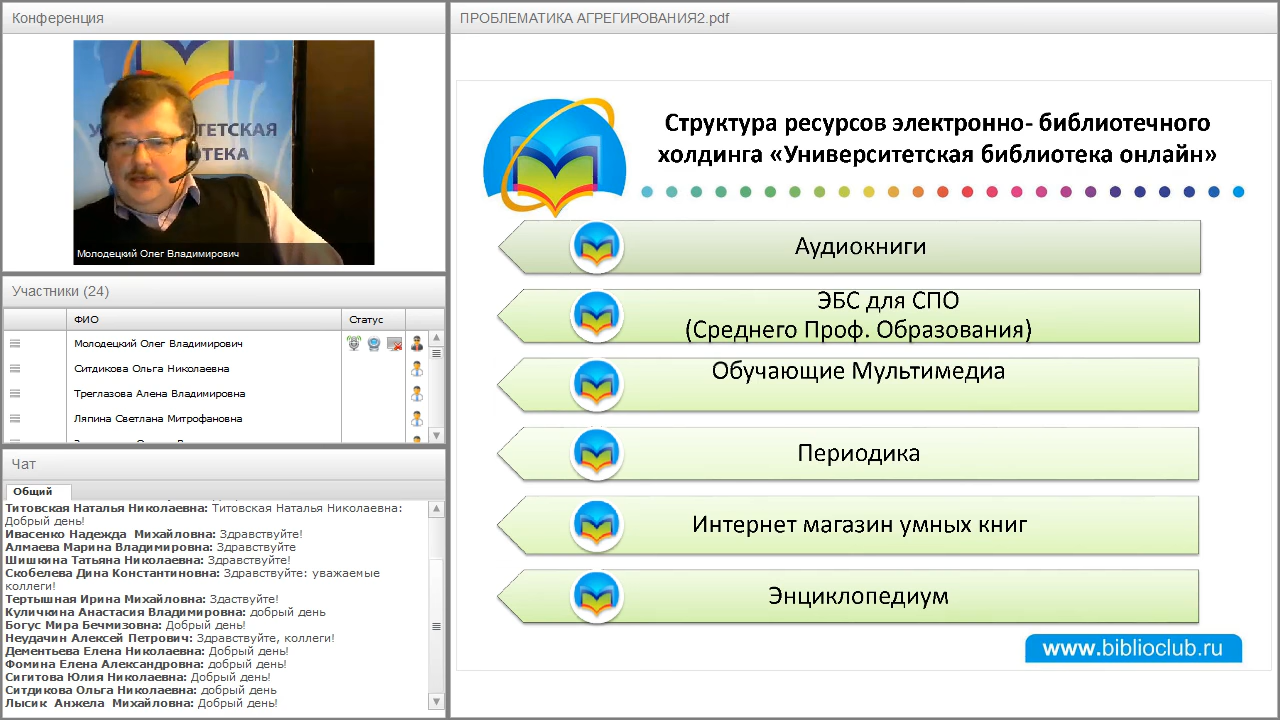 Конференция
УНИВЕРСИТЕТСКАЯ
БИБЛИОТЕКА
Молодецкий Олег Владимирович
Участники (24)
ФИО
Статус
Молодецкий Олег Владимирович
Ситдикова Ольга Николаевна
Треглазова Алена Владимировна
Ляпина Светлана Митрофановна
Чат
Общий
Титовская Наталья Николаевна: Титовская Наталья Николаевна:
Добрый день!
Ивасенко Надежда Михайловна: Здравствуйте!
Алмаева Марина Владимировна: Здравствуйте
Шишкина Татьяна Николаевна: Здравствуйте!
Скобелева Дина Константиновна: Здравствуйте: уважаемые
коллеги!
Тертышная Ирина Михайловна: Здаствуйте!
Куличкина Анастасия Владимировна: добрый день
Богус Мира Бечмизовна: Добрый день!
Неудачин Алексей Петрович: Здравствуйте, коллеги!
Дементьева Елена Николаевна: Добрый день!
Фомина Елена Александровна: добрый день!
Сигитова Юлия Николаевна: Добрый день!
Ситдикова Ольга Николаевна: добрый день
Лысик Анжела Михайловна: Добрый день!
ПРОБЛЕМАТИКА АГРЕГИРОВАНИЯ2.pdf
Структура ресурсов электронно- библиотечного
холдинга «Университетская библиотека онлайн»
Аудиокниги
ЭБС для СПО
(Среднего Проф. Образования)
Обучающие Мультимедиа
Периодика
Интернет магазин умных книг
Энциклопедиум
www.biblioclub.ru